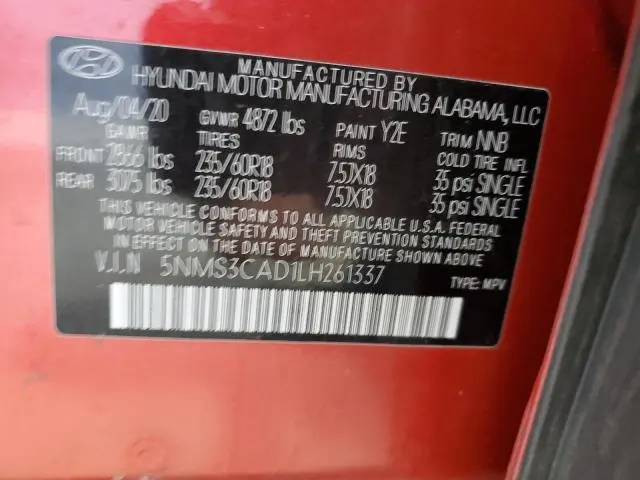 MANUFACTURED BY
HYUNDAI MOTOR MANUFACTURING ALABAMA, LLC
Aug/04/20 GVWR 4872 lbs PAINT Y2E TRIM NNB
GAWR TIRES RIMS COLD TIRE INFL
FRONT 2866 lbs 235/60R18 7.5JX18 35 psi SINGLE
REAR 3075 lbs 235/60R18 7.5JX18 35 psi SINGLE
THIS VEHICLE CONFORMS TO ALL APPLICABLE U.S.A. FEDERAL
MOTOR VEHICLE SAFETY AND THEFT PREVENTION STANDARDS
IN EFFECT ON THE DATE OF MANUFACTURE SHOWN ABOVE.
V.I.N 5NMS3CAD1LH261337 TYPE: MPV